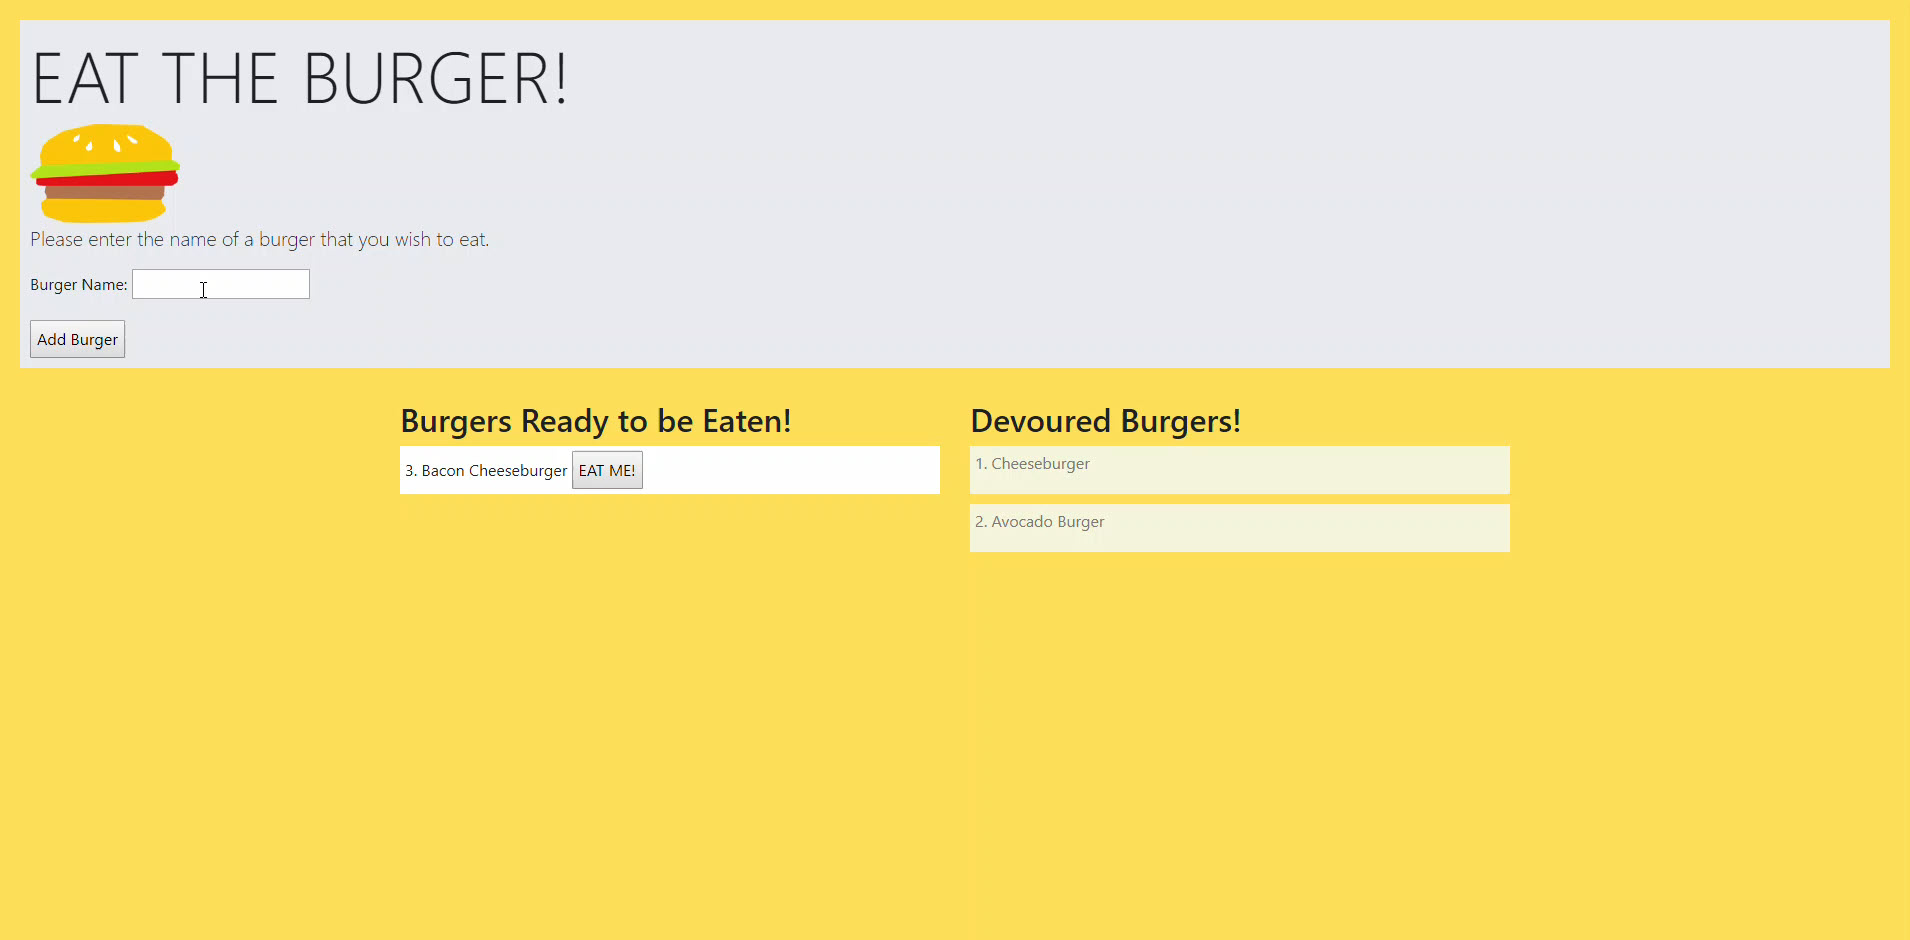 EAT THE BURGER!
Please enter the name of a burger that you wish to eat.
Burger Name:
Add Burger
Burgers Ready to be Eaten!
3. Bacon Cheeseburger EAT ME!
Devoured Burgers!
1. Cheeseburger
2. Avocado Burger